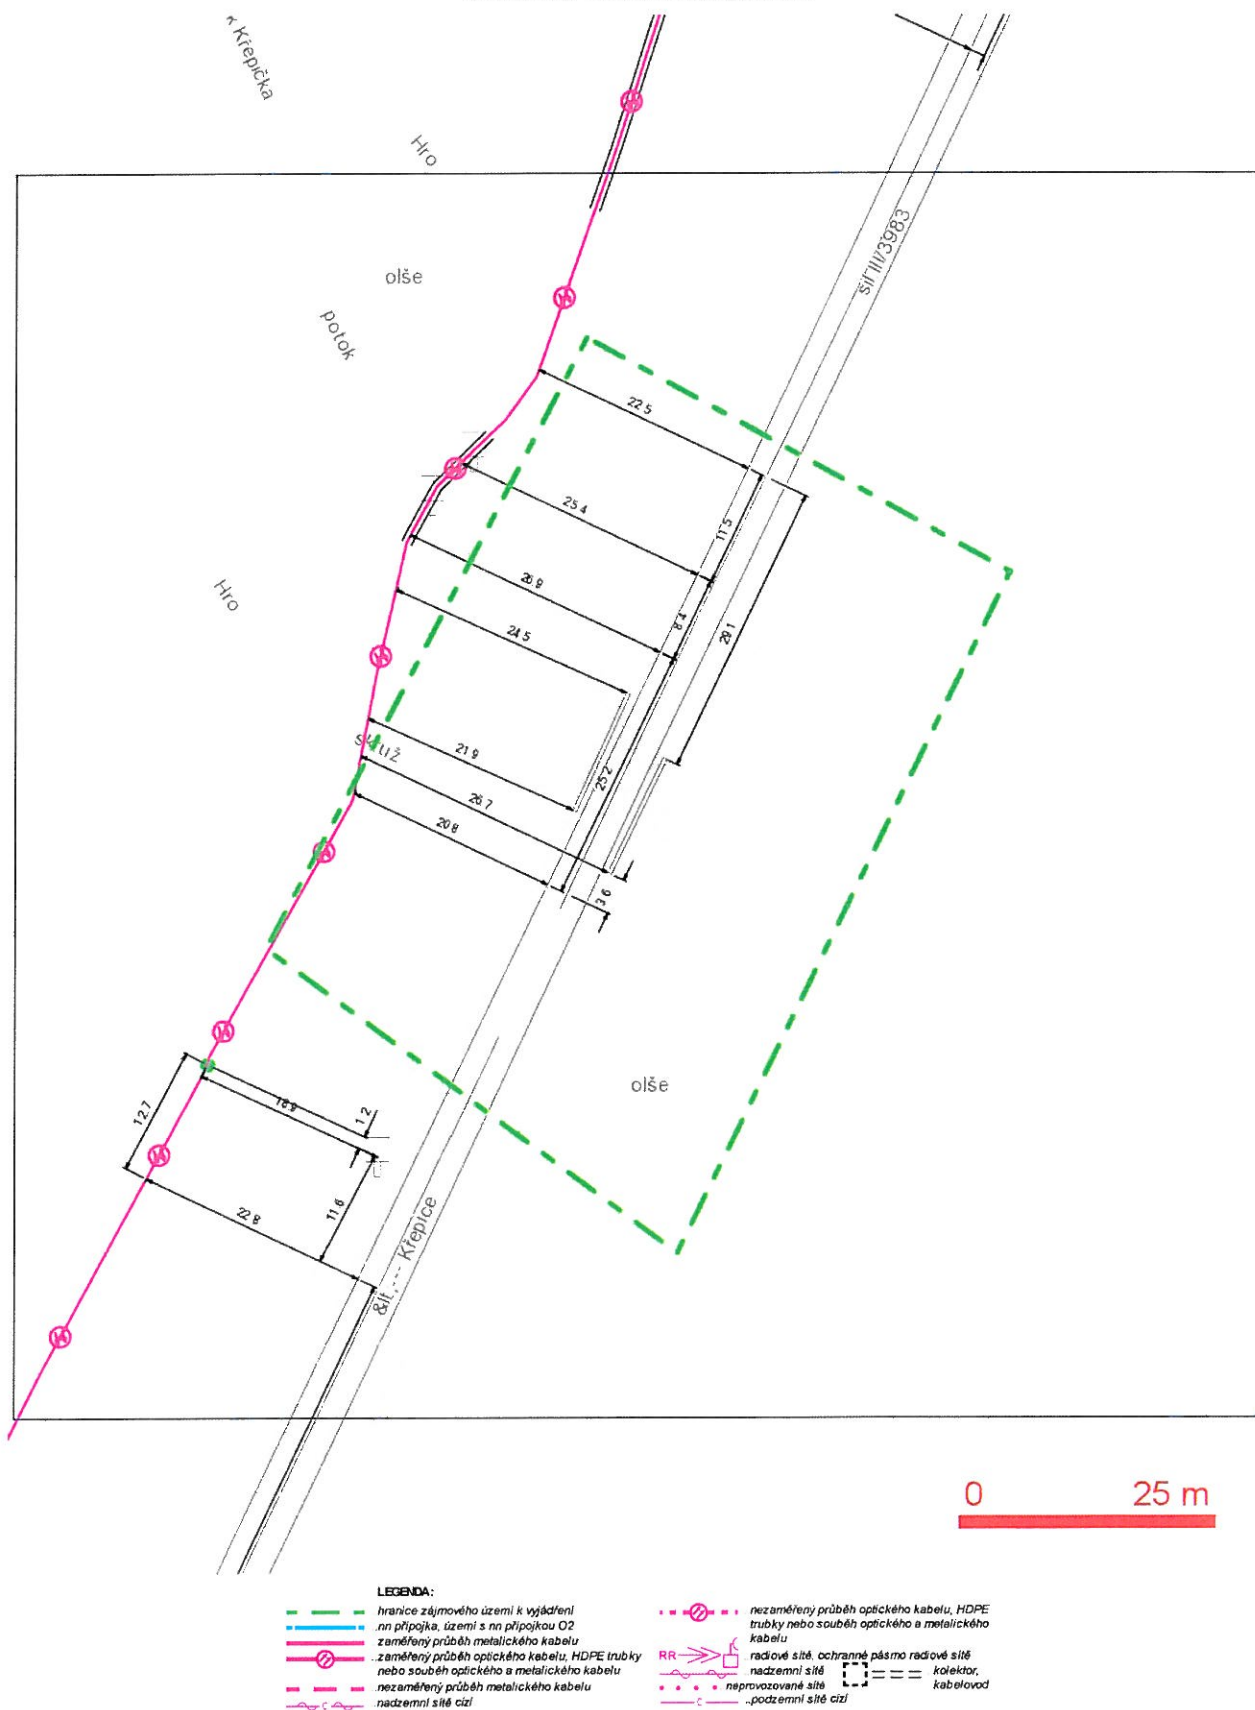 Křepička
Hro
olše
potok
sil III/3983
22.5
25.4
11.5
26.9
8.4
24.5
29.1
Hro
skuž
21.9
25.2
26.7
20.8
3.6
olše
18.9
1.2
12.7
22.8
11.6
&lt,--- Křepice
0 25 m
LEGENDA:
hranice zájmového území k vyjádření
.nn přípojka, území s nn přípojkou O2
zaměřený průběh metalického kabelu
..zaměřený průběh optického kabelu, HDPE trubky
nebo souběh optického a metalického kabelu
.nezaměřený průběh metalického kabelu
.nadzemní sítě cizí
nezaměřený průběh optického kabelu, HDPE
trubky nebo souběh optického a metalického
kabelu
RR
.radiové sítě, ochranné pásmo radiové sítě
.nadzemní sítě
neprovozované sítě
..podzemní sítě cizí
kolektor,
kabelovod